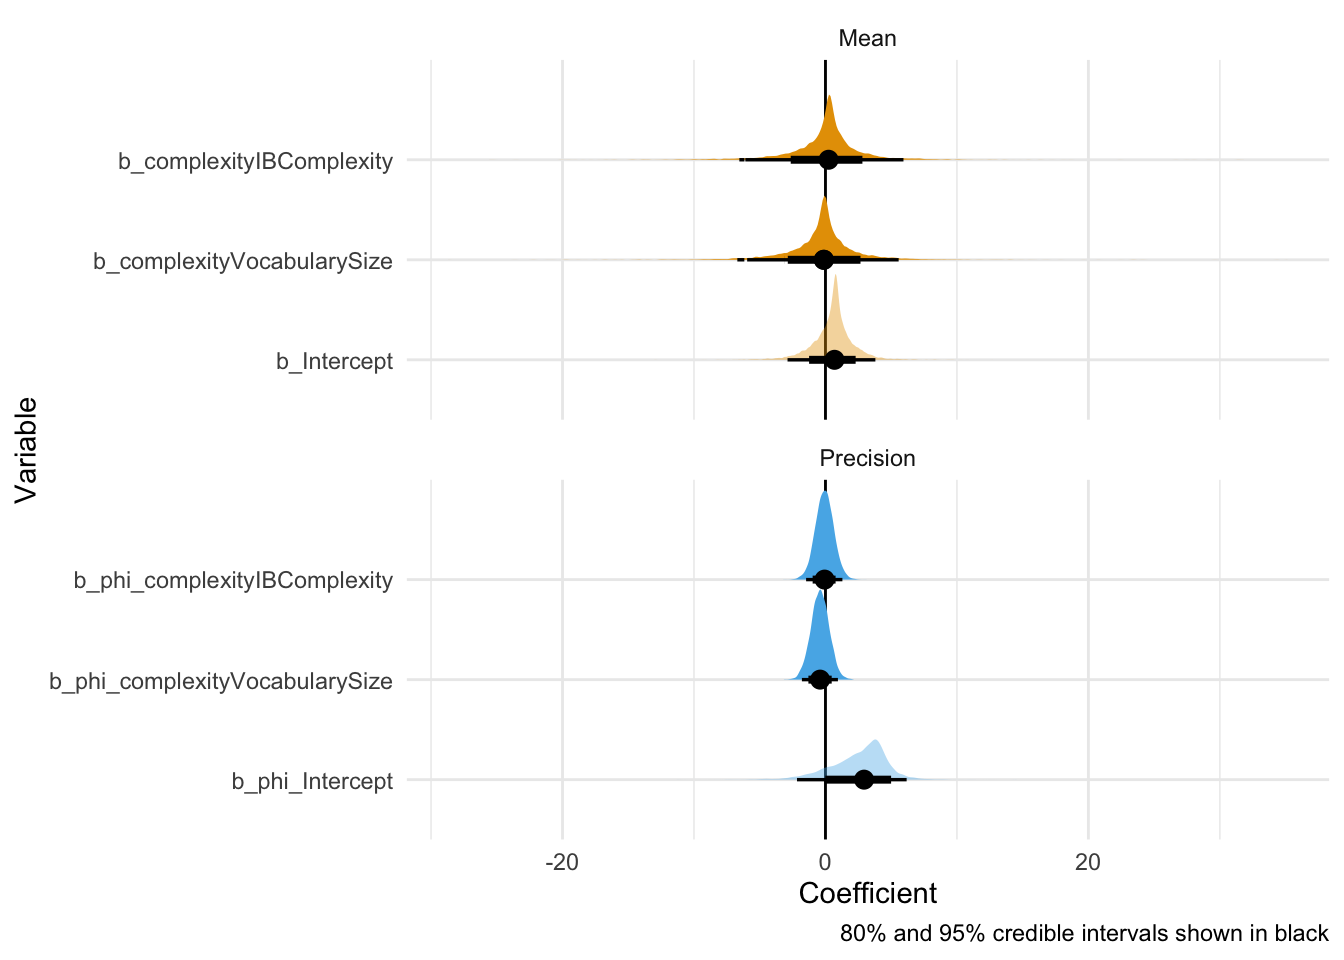 Mean
b_complexityIBComplexity
b_complexityVocabularySize
b_Intercept
Variable
Precision
b_phi_complexityIBComplexity
b_phi_complexityVocabularySize
b_phi_Intercept
-20 0 20
Coefficient
80% and 95% credible intervals shown in black